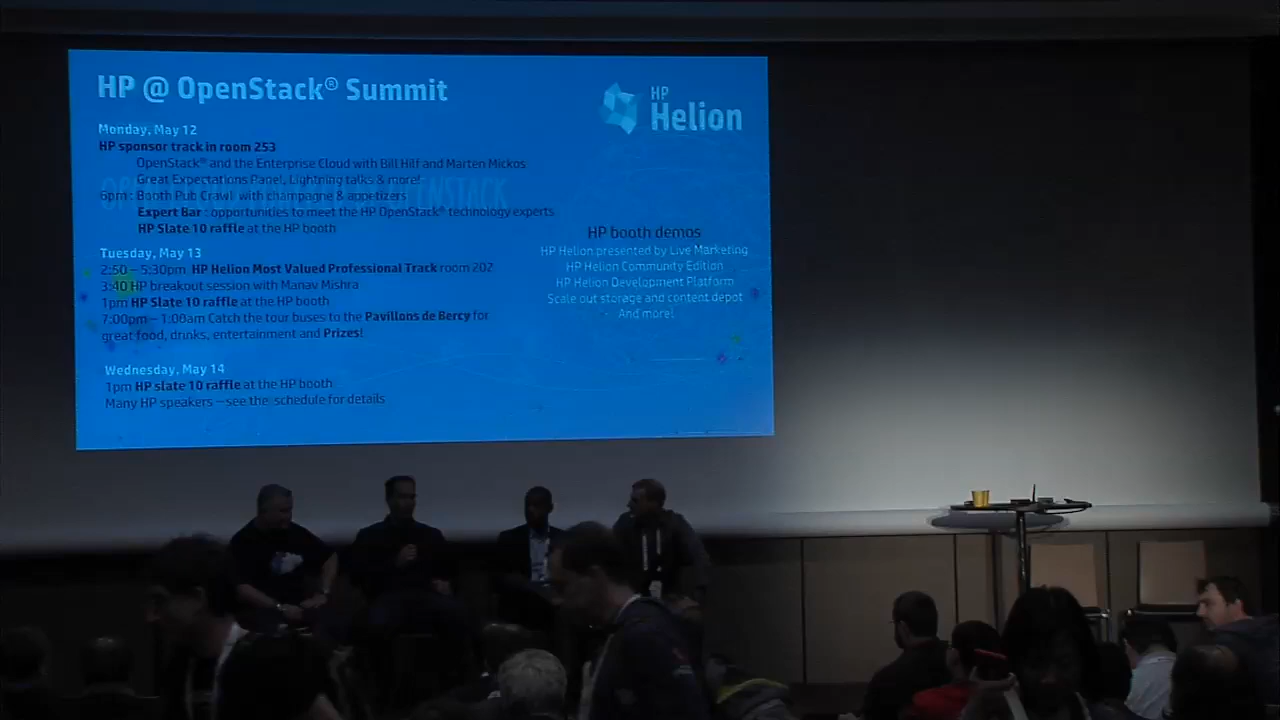 HP @ OpenStack® Summit
HP
Helion
Monday, May 12
HP sponsor track in room 253
OpenStack® and the Enterprise Cloud with Bill Hilf and Marten Mickos
Great Expectations Panel, Lightning talks & more!
6pm : Booth Pub Crawl with champagne & appetizers
Expert Bar : opportunities to meet the HP OpenStack® technology experts
HP Slate 10 raffle at the HP booth
Tuesday, May 13
2:50 – 5:30pm HP Helion Most Valued Professional Track room 202
3:40 HP breakout session with Manav Mishra
1pm HP Slate 10 raffle at the HP booth
7:00pm – 1:00am Catch the tour buses to the Pavillons de Bercy for
great food, drinks, entertainment and Prizes!
Wednesday, May 14
1pm HP slate 10 raffle at the HP booth
Many HP speakers – see the schedule for details
HP booth demos
HP Helion presented by Live Marketing
HP Helion Community Edition
HP Helion Development Platform
Scale out storage and content depot
And more!